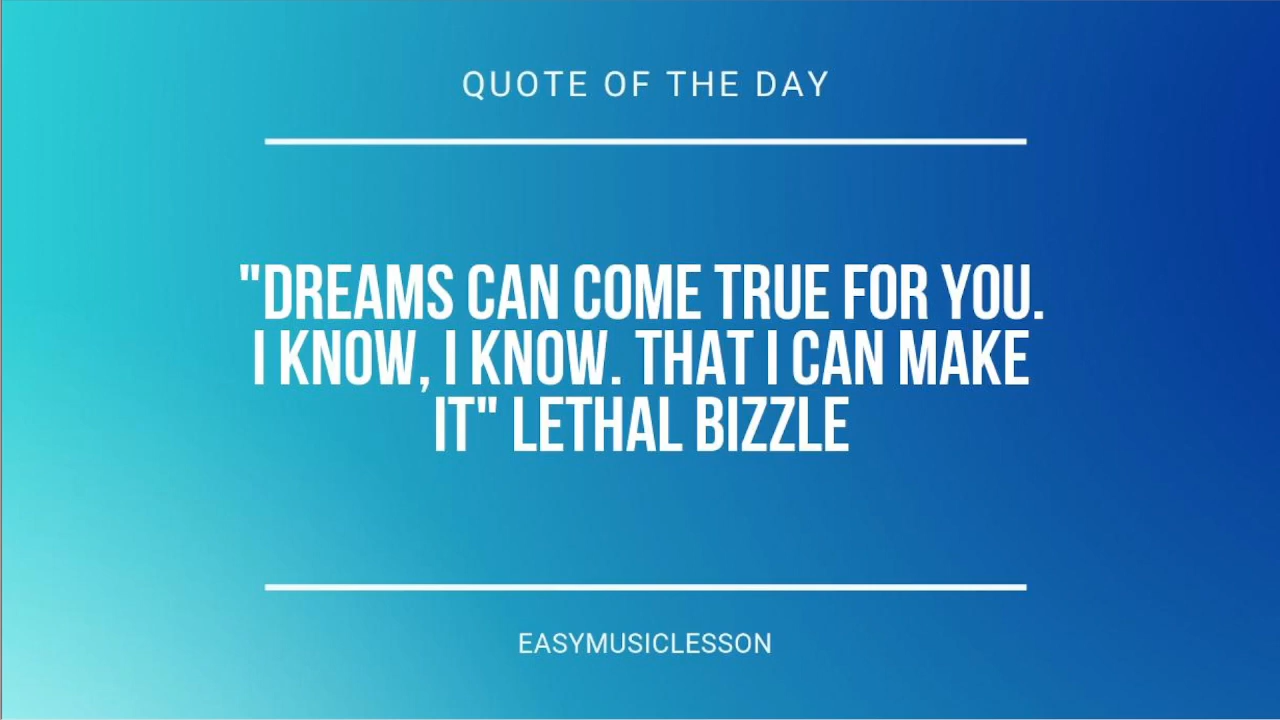 QUOTE OF THE DAY
"DREAMS CAN COME TRUE FOR YOU.
I KNOW, I KNOW. THAT I CAN MAKE
IT" LETHAL BIZZLE
EASYMUSICLESSON